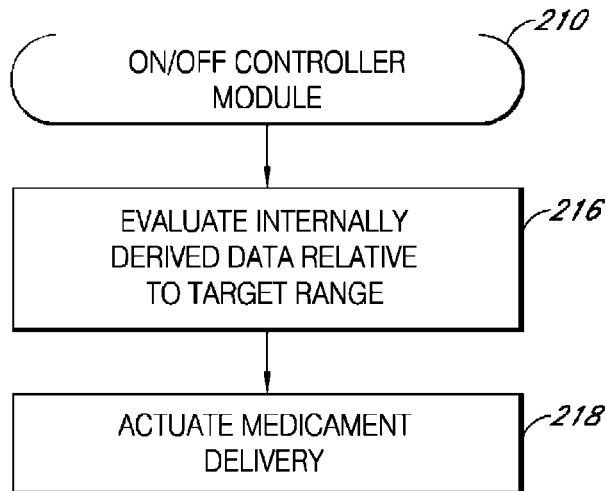 210
ON/OFF CONTROLLER
MODULE
216
EVALUATE INTERNALLY
DERIVED DATA RELATIVE
TO TARGET RANGE
218
ACTUATE MEDICAMENT
DELIVERY